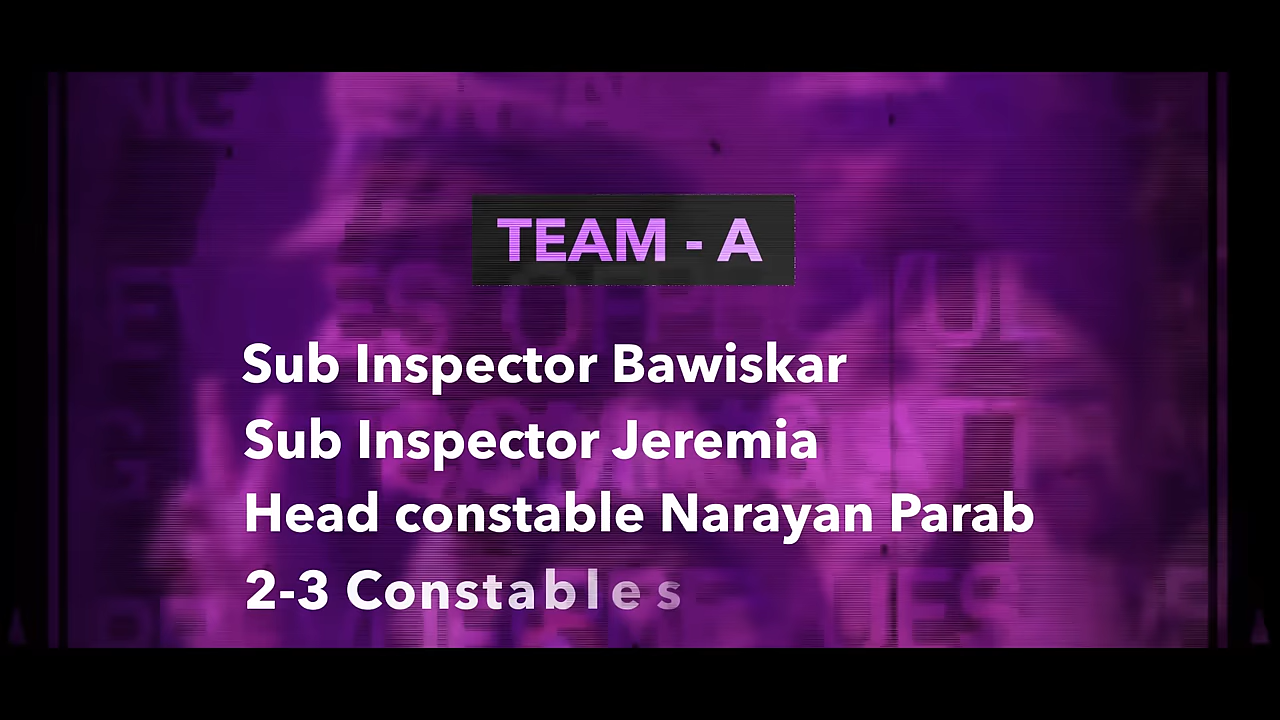 TEAM - A
Sub Inspector Bawiskar
Sub Inspector Jeremia
Head constable Narayan Parab
2-3 Constables